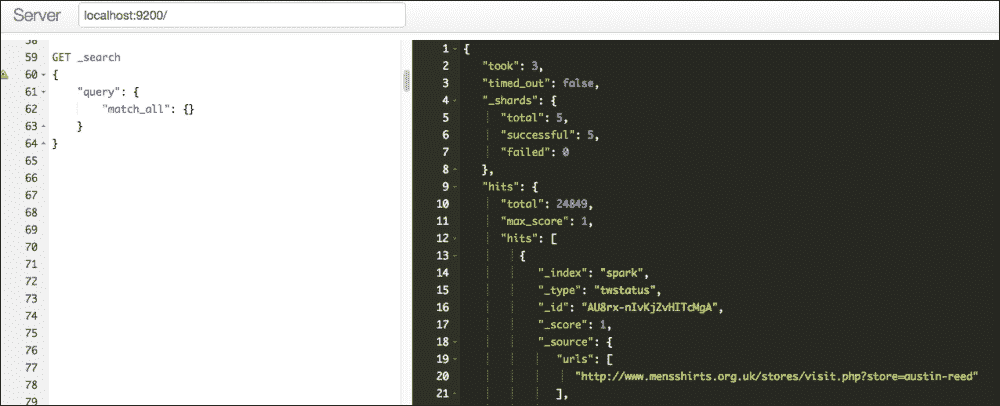 Server localhost:9200/
58
59 GET _search
60 {
61 "query": {
62 "match_all": {}
63 }
64 }
65
66
67
68
69
70
71
72
73
74
75
76
77
78
79
1 {
2 "took": 3,
3 "timed_out": false,
4 "_shards": {
5 "total": 5,
6 "successful": 5,
7 "failed": 0
8 },
9 "hits": {
10 "total": 24849,
11 "max_score": 1,
12 "hits": [
13 {
14 "_index": "spark",
15 "_type": "twstatus",
16 "_id": "AU8rx-nIvKjZvHITcMgA",
17 "_score": 1,
18 "_source": {
19 "urls": [
20 "http://www.mensshirts.org.uk/stores/visit.php?store=austin-reed"
21 ],